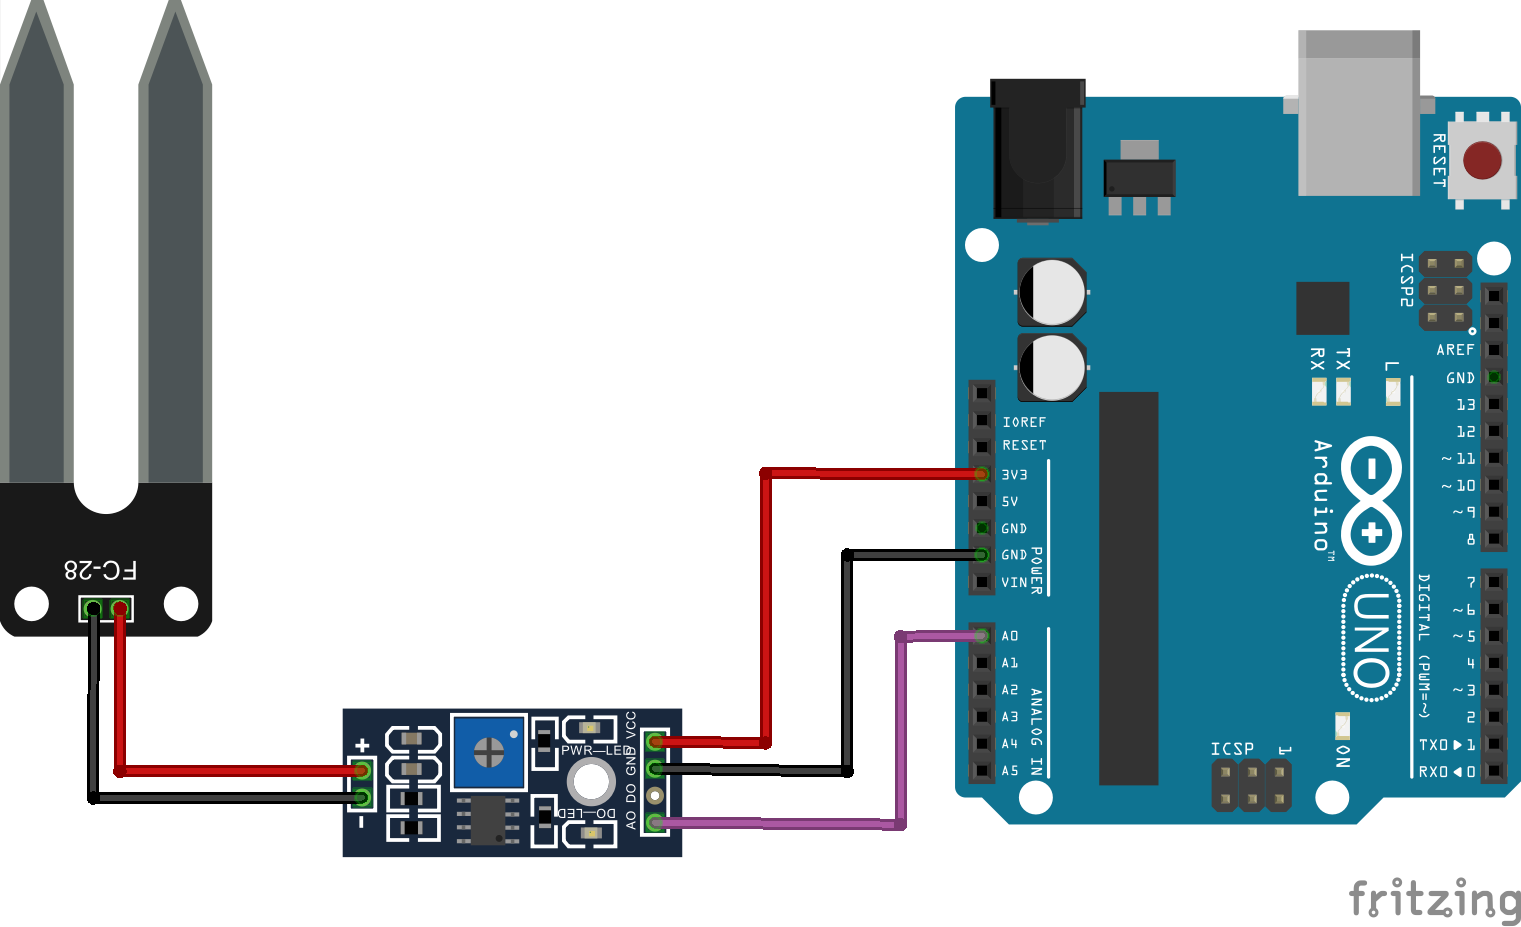 FC-28
+
-
PWR-LED
DO-LED
VCC
GND
DO
AO
RESET
ICSP2
IOREF
RESET
3V3
5V
GND
GND
VIN
POWER
A0
A1
A2
A3
A4
A5
ANALOG IN
RX
TX
L
AREF
GND
13
12
~11
~10
~9
8
7
~6
~5
4
~3
2
TX0▶1
RX0◀0
DIGITAL (PWM=~)
Arduino™
UNO
ICSP
1
ON
fritzing